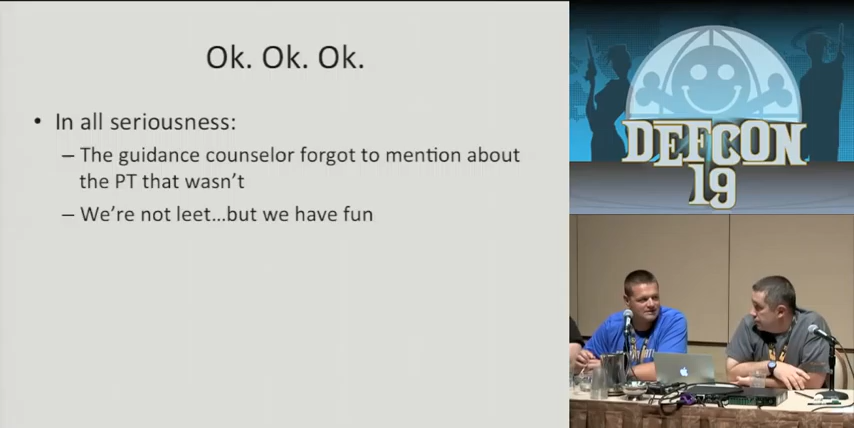 Ok. Ok. Ok.
• In all seriousness:
– The guidance counselor forgot to mention about
the PT that wasn't
– We're not leet...but we have fun
DEFCON
19